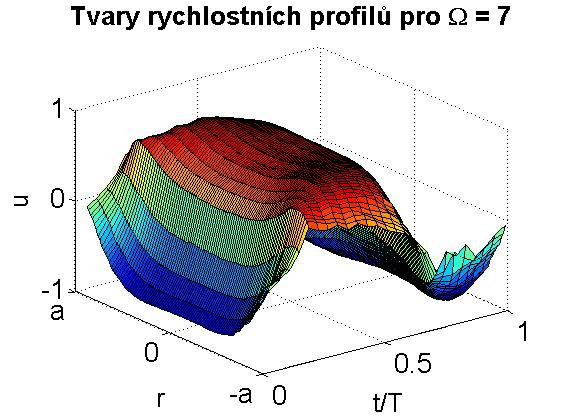 Tvary rychlostních profilů pro Ω = 7
1
0
-1
u
a
0
-a
r
0
0.5
1
t/T